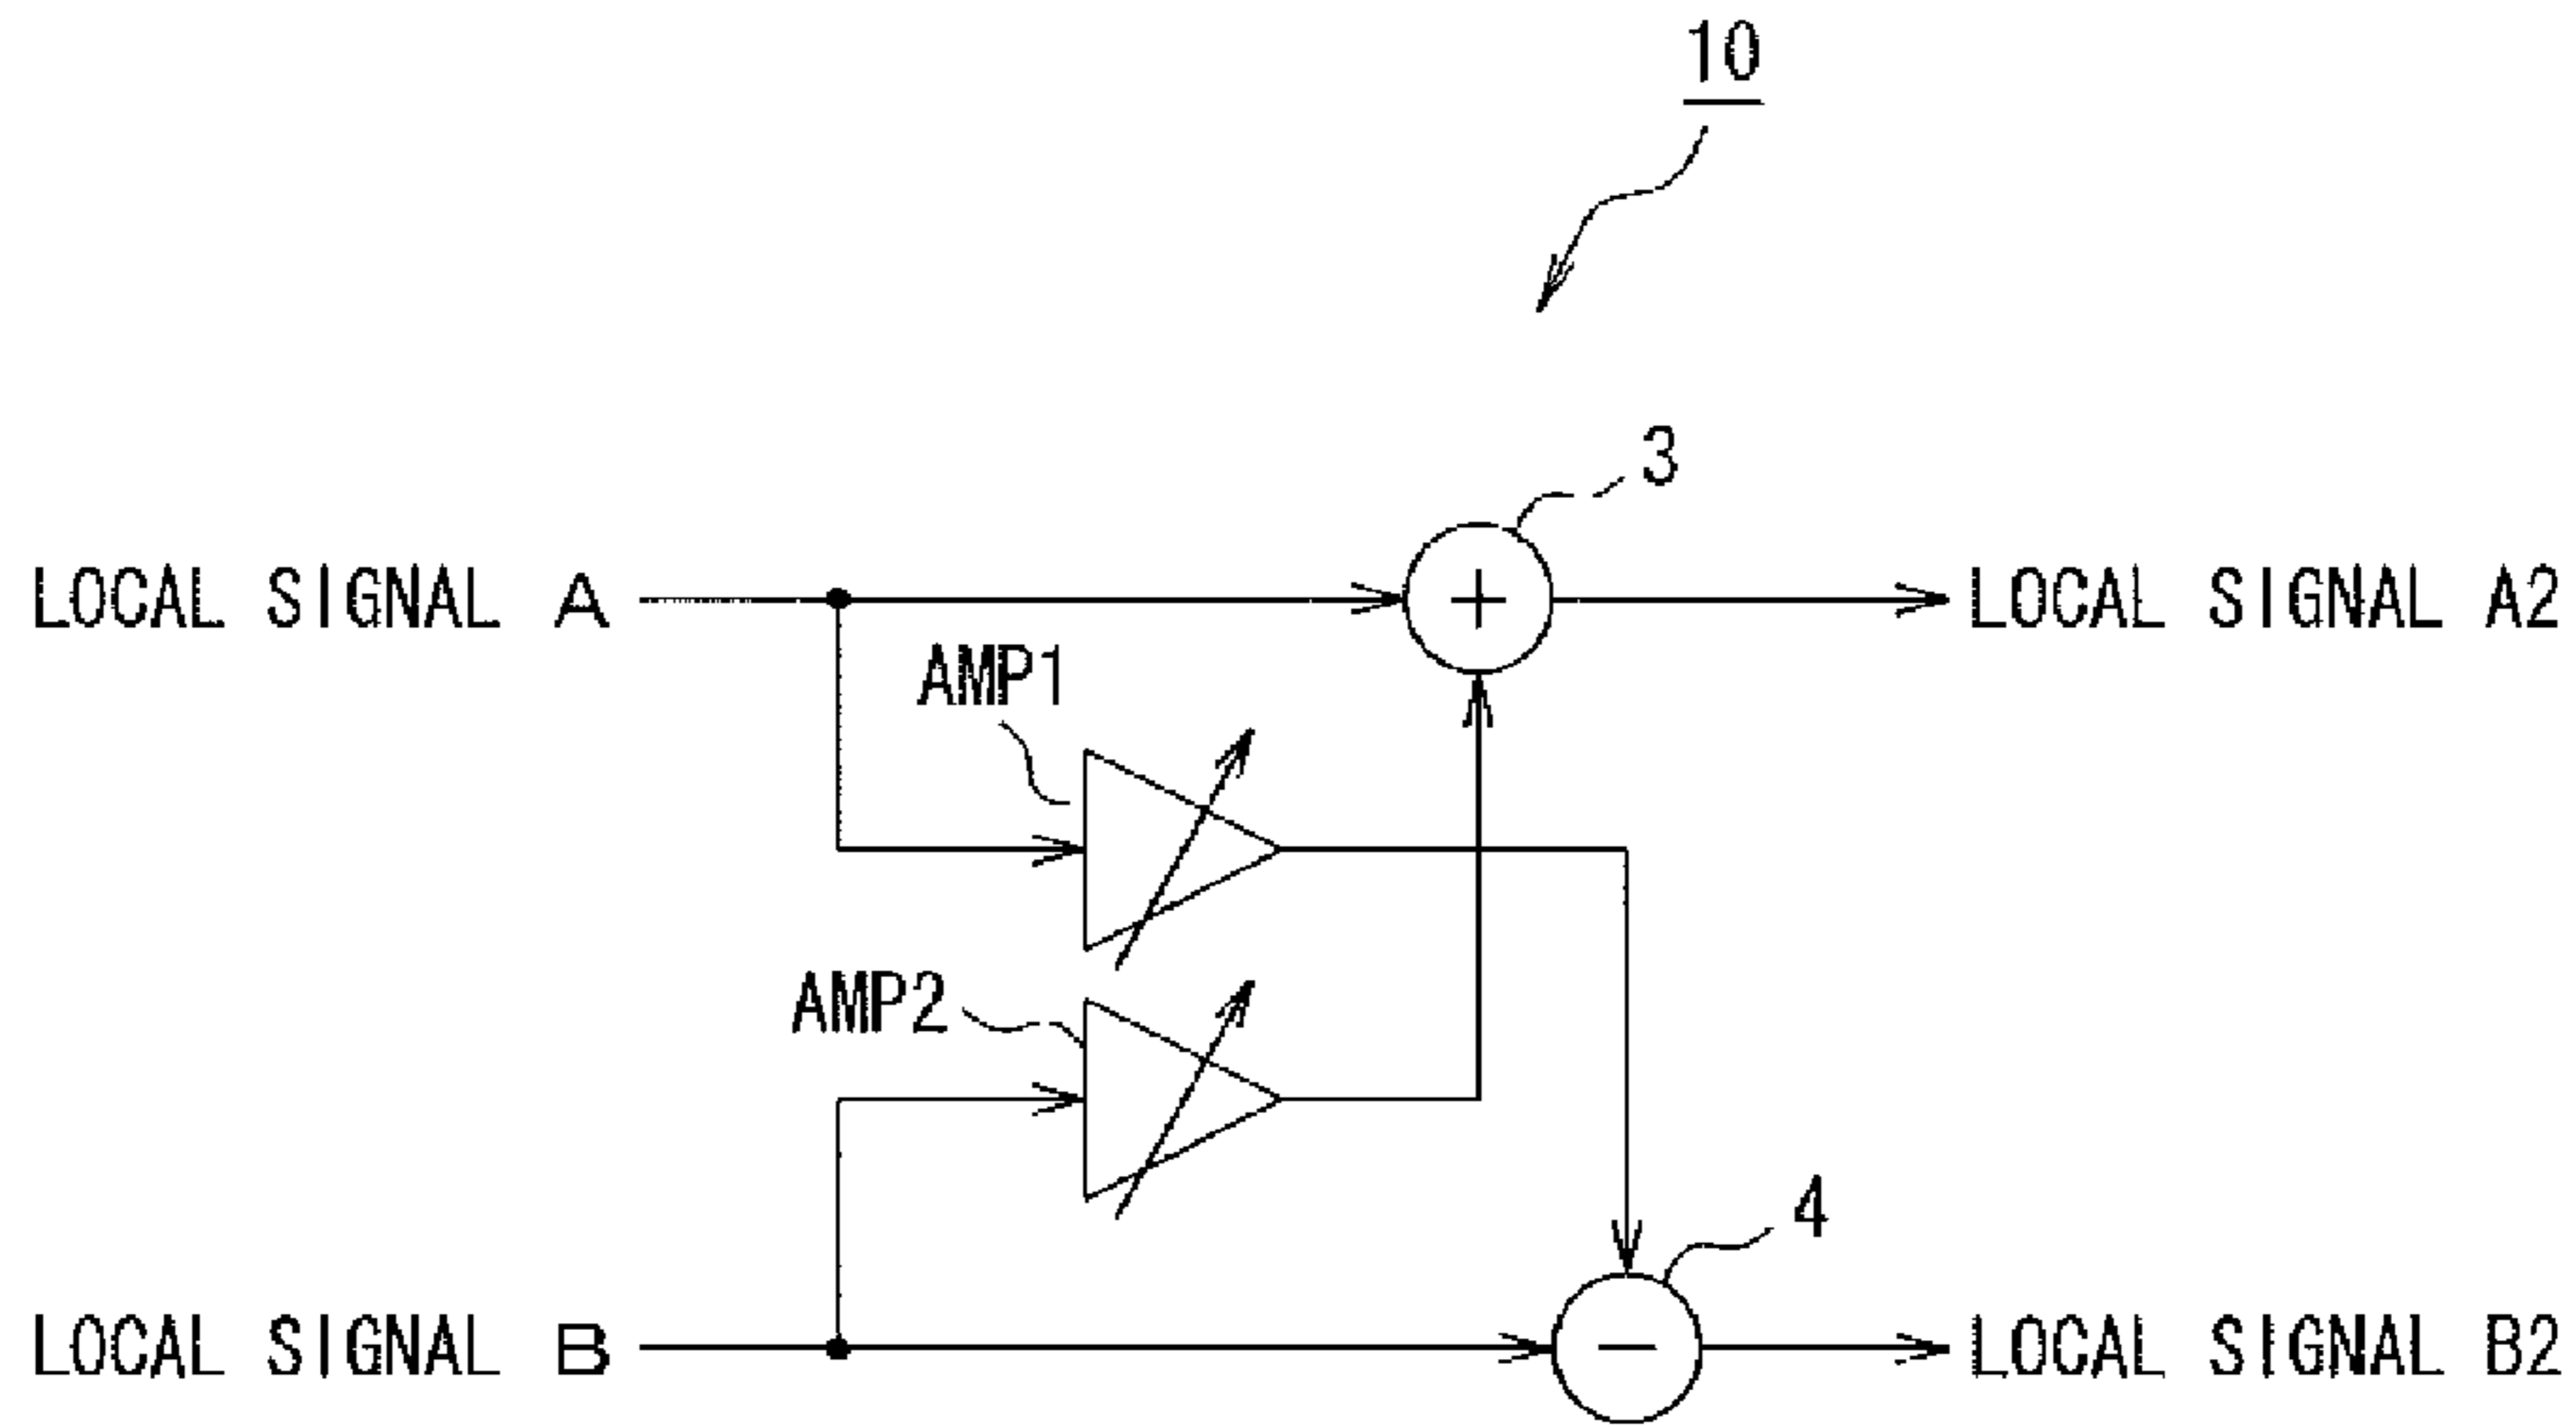 10
3
LOCAL SIGNAL A
+
LOCAL SIGNAL A2
AMP1
AMP2
4
LOCAL SIGNAL B
−
LOCAL SIGNAL B2